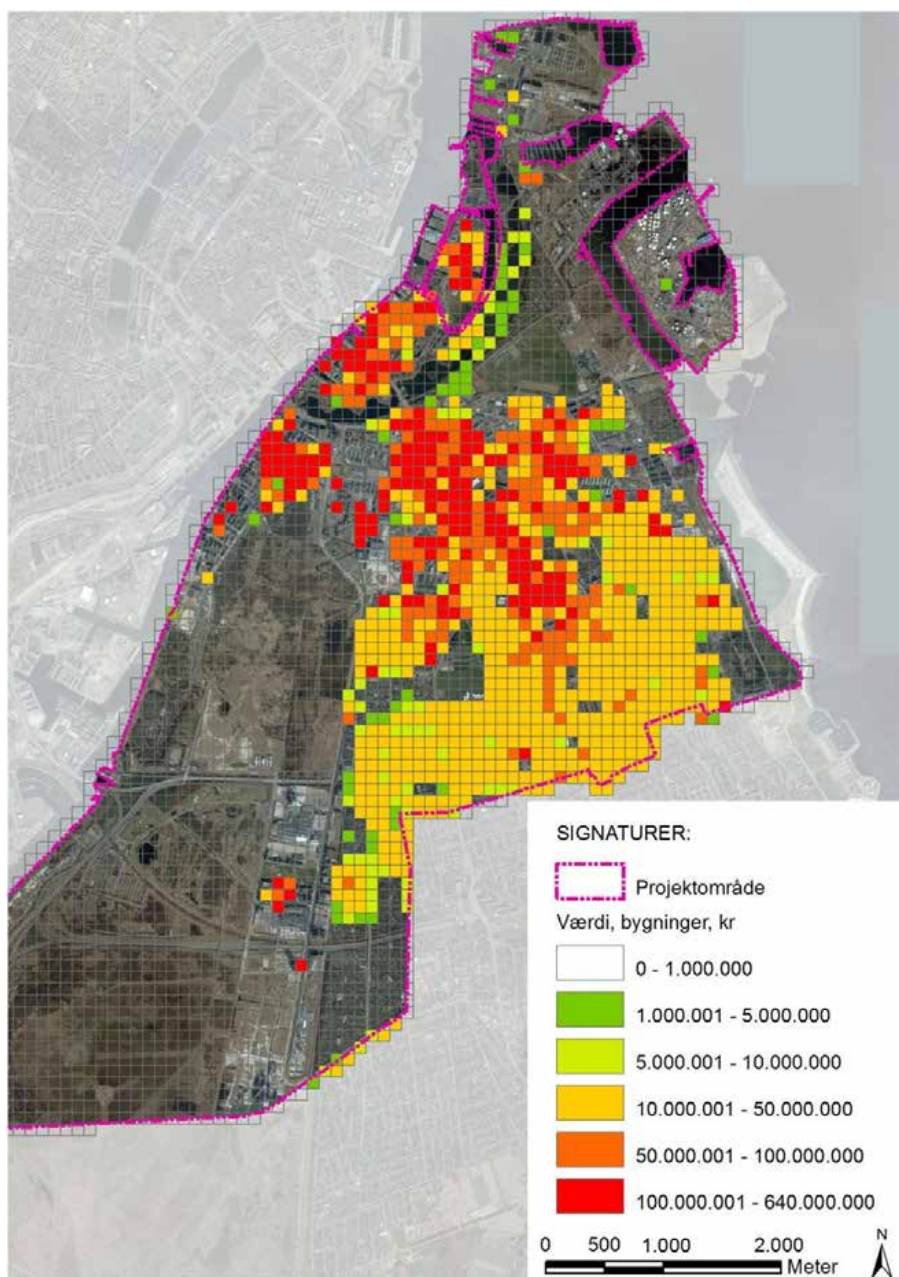 SIGNATURER:
Projektområde
Værdi, bygninger, kr
0 - 1.000.000
1.000.001 - 5.000.000
5.000.001 - 10.000.000
10.000.001 - 50.000.000
50.000.001 - 100.000.000
100.000.001 - 640.000.000
0 500 1.000 2.000
Meter
N